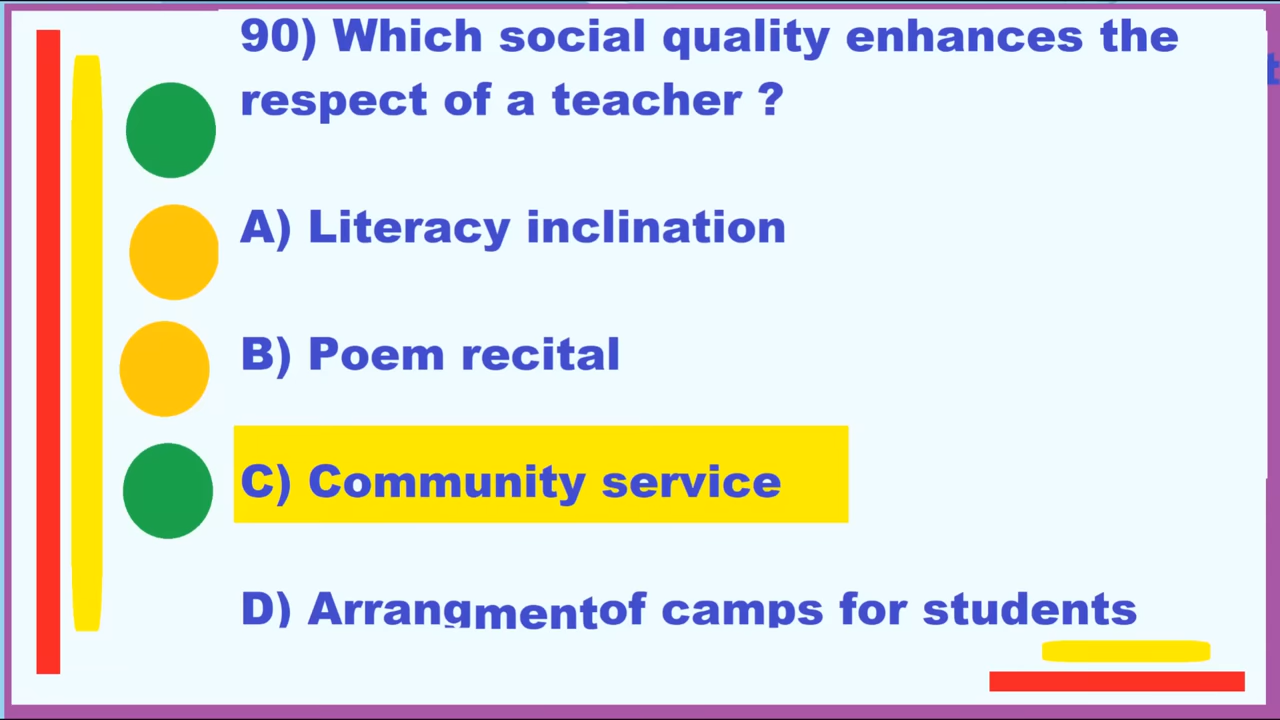 90) Which social quality enhances the
respect of a teacher ?
A) Literacy inclination
B) Poem recital
C) Community service
D) Arrangmentof camps for students